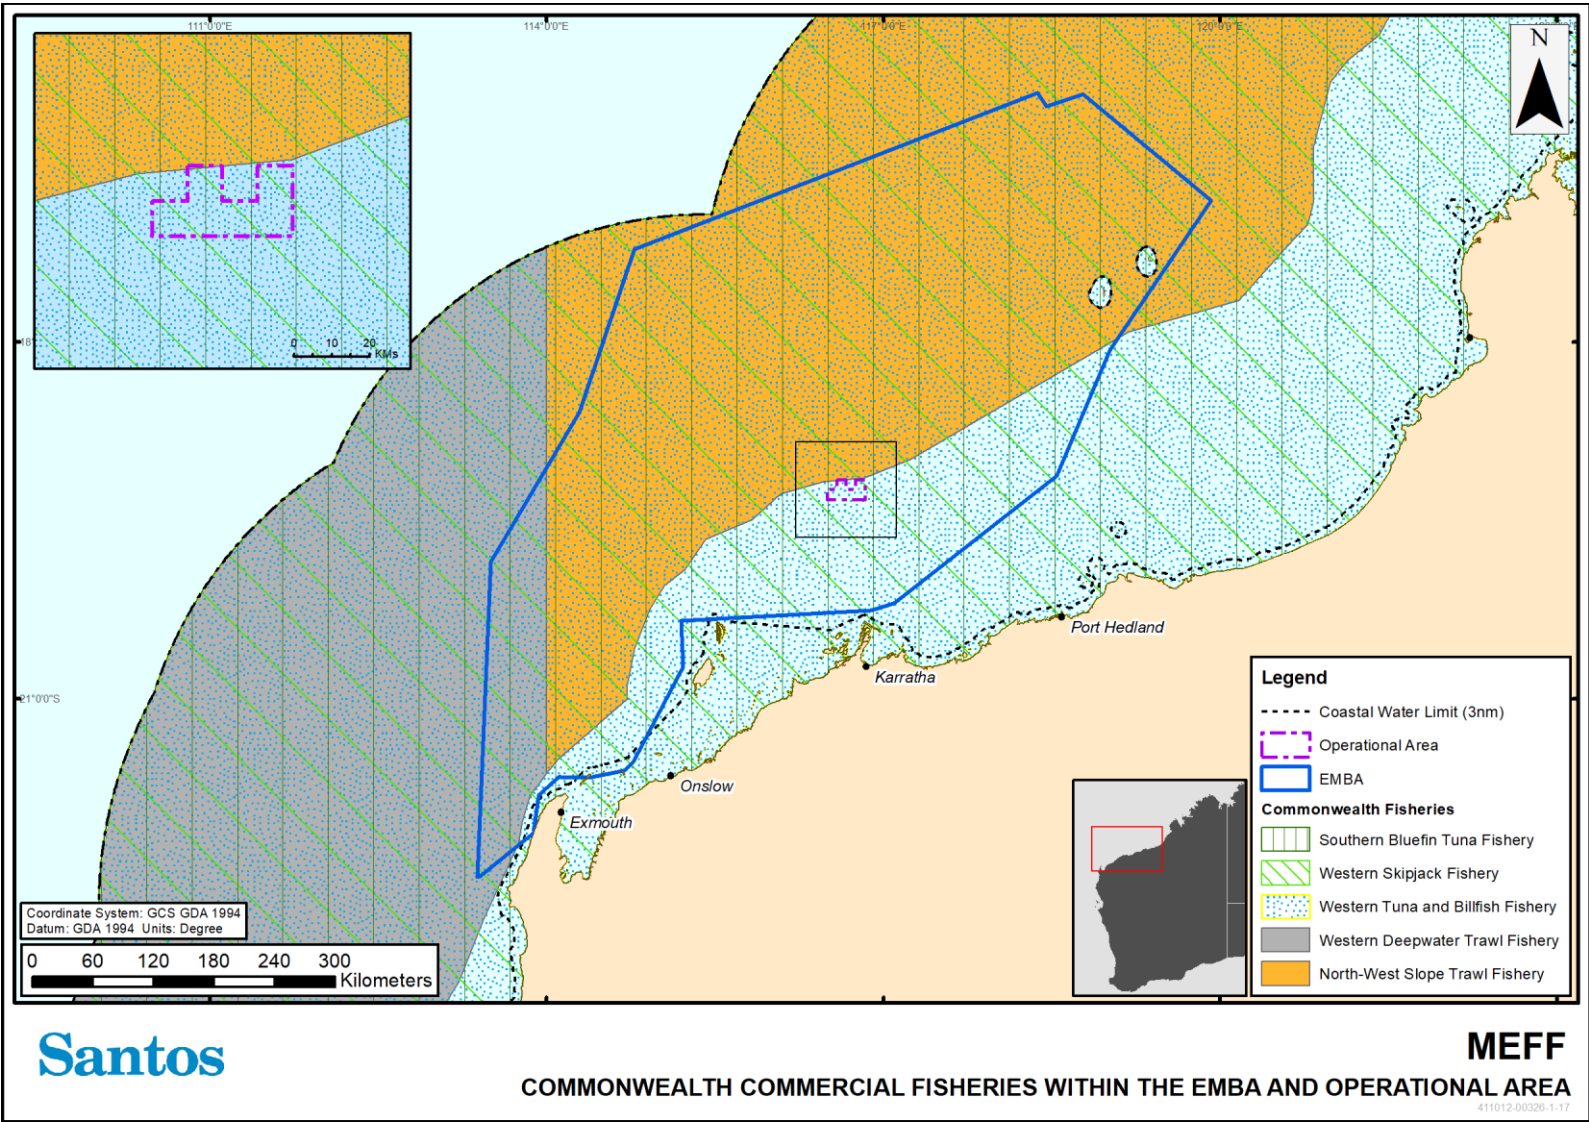 111°0'0"E
114°0'0"E
N
0 10 20
KMs
21°0'0"S
Port Hedland
Karratha
Onslow
Exmouth
Legend
Coastal Water Limit (3nm)
Operational Area
EMBA
Commonwealth Fisheries
Southern Bluefin Tuna Fishery
Western Skipjack Fishery
Western Tuna and Billfish Fishery
Western Deepwater Trawl Fishery
North-West Slope Trawl Fishery
Coordinate System: GCS GDA 1994
Datum: GDA 1994 Units: Degree
0 60 120 180 240 300
Kilometers
Santos
MEFF
COMMONWEALTH COMMERCIAL FISHERIES WITHIN THE EMBA AND OPERATIONAL AREA
411012-00326-1-17